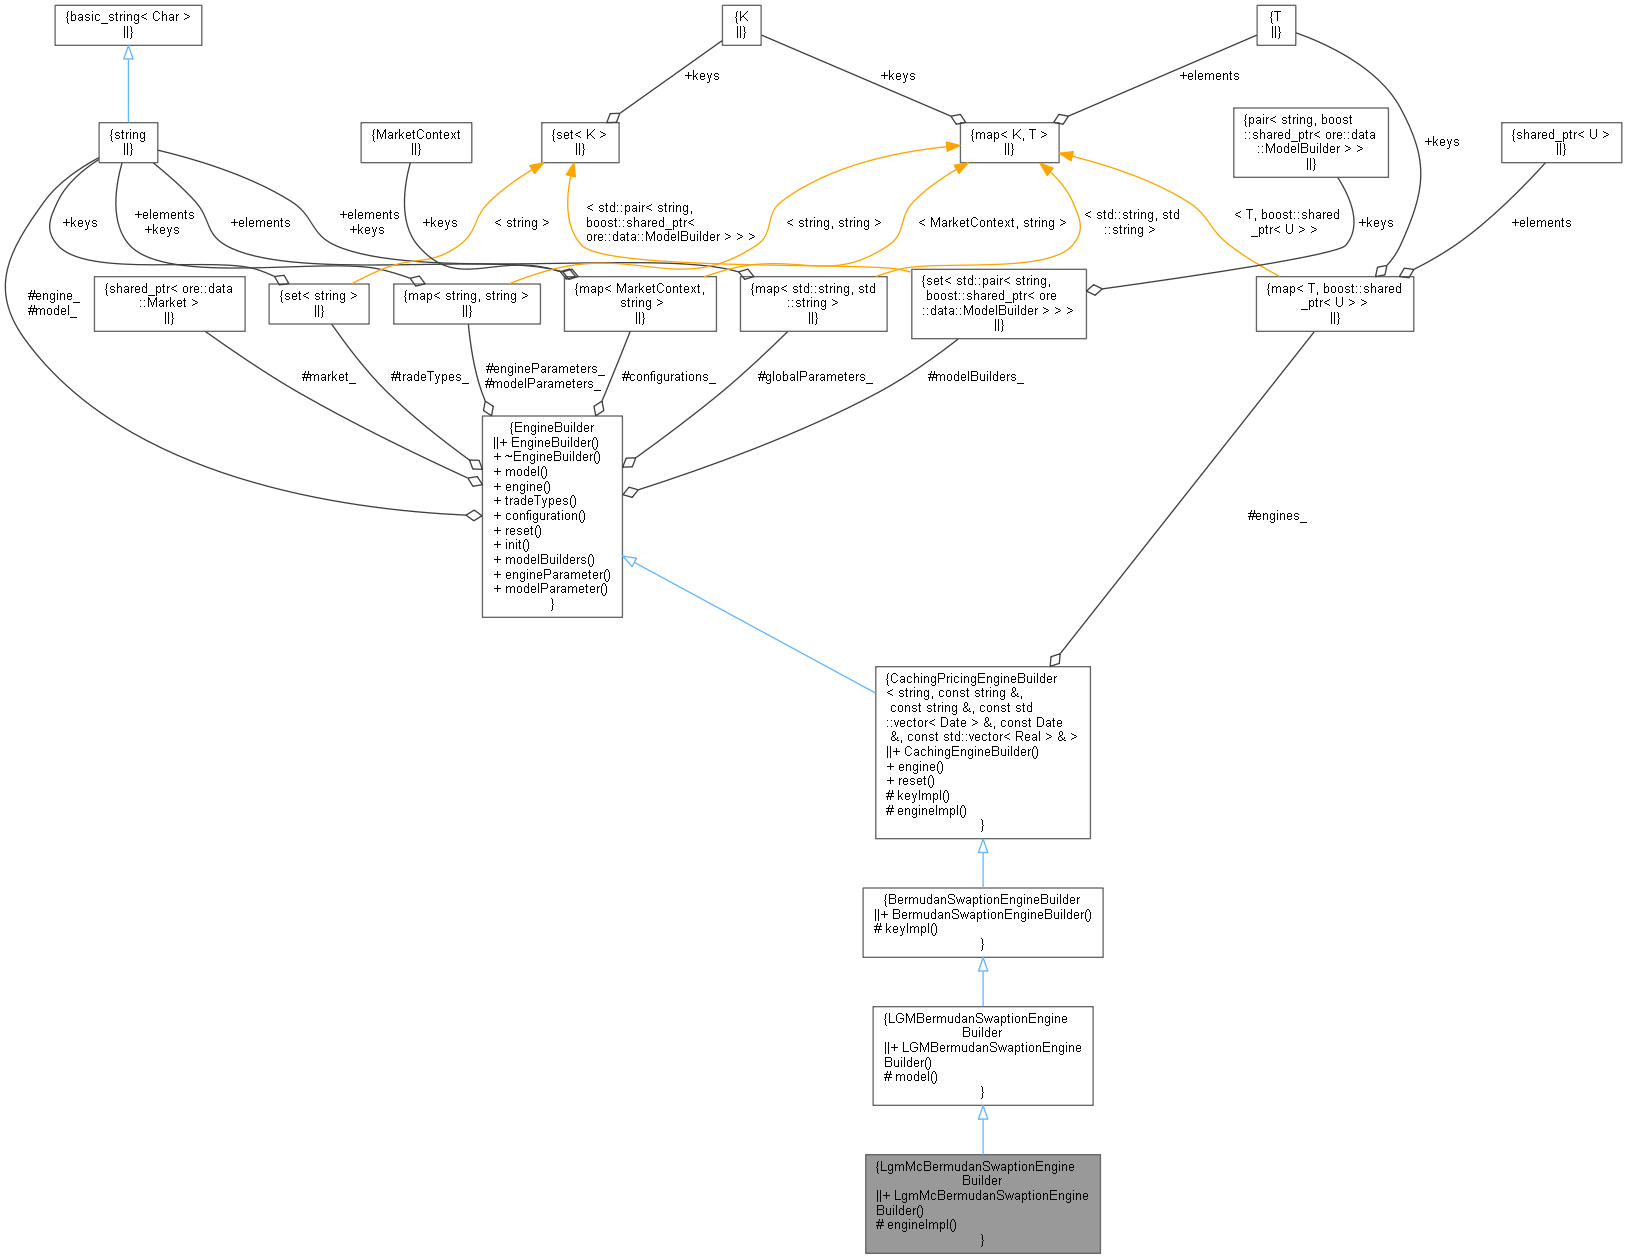 {basic_string< Char >
||}
{K
||}
{T
||}
+keys
+keys
+elements
{string
||}
{MarketContext
||}
{set< K >
||}
{map< K, T >
||}
{pair< string, boost
::shared_ptr< ore::data
::ModelBuilder > >
||}
{shared_ptr< U >
||}
+keys
+keys
+elements
+keys
+elements
+elements
+keys
+keys
< string >
< std::pair< string,
boost::shared_ptr<
ore::data::ModelBuilder > > >
< string, string >
< MarketContext, string >
< std::string, std
::string >
< T, boost::shared
_ptr< U > >
+keys
+elements
#engine_
#model_
{shared_ptr< ore::data
::Market >
||}
{set< string >
||}
{map< string, string >
||}
{map< MarketContext,
string >
||}
{map< std::string, std
::string >
||}
{set< std::pair< string,
boost::shared_ptr< ore
::data::ModelBuilder > > >
||}
{map< T, boost::shared
_ptr< U > >
||}
#market_
#tradeTypes_
#engineParameters_
#modelParameters_
#configurations_
#globalParameters_
#modelBuilders_
#engines_
{EngineBuilder
||+ EngineBuilder()
+ ~EngineBuilder()
+ model()
+ engine()
+ tradeTypes()
+ configuration()
+ reset()
+ init()
+ modelBuilders()
+ engineParameter()
+ modelParameter()
}
{CachingPricingEngineBuilder
< string, const string &,
const string &, const std
::vector< Date > &, const Date
&, const std::vector< Real > & >
||+ CachingEngineBuilder()
+ engine()
+ reset()
# keyImpl()
# engineImpl()
}
{BermudanSwaptionEngineBuilder
||+ BermudanSwaptionEngineBuilder()
# keyImpl()
}
{LGMBermudanSwaptionEngine
Builder
||+ LGMBermudanSwaptionEngine
Builder()
# model()
}
{LgmMcBermudanSwaptionEngine
Builder
||+ LgmMcBermudanSwaptionEngine
Builder()
# engineImpl()
}